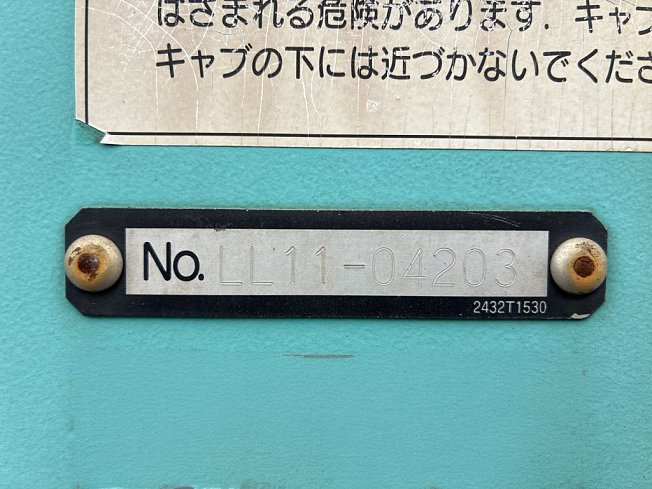 はさまれる危険があります．キャブ
キャブの下には近づかないでくださ
No. LL11-04203
2432T1530